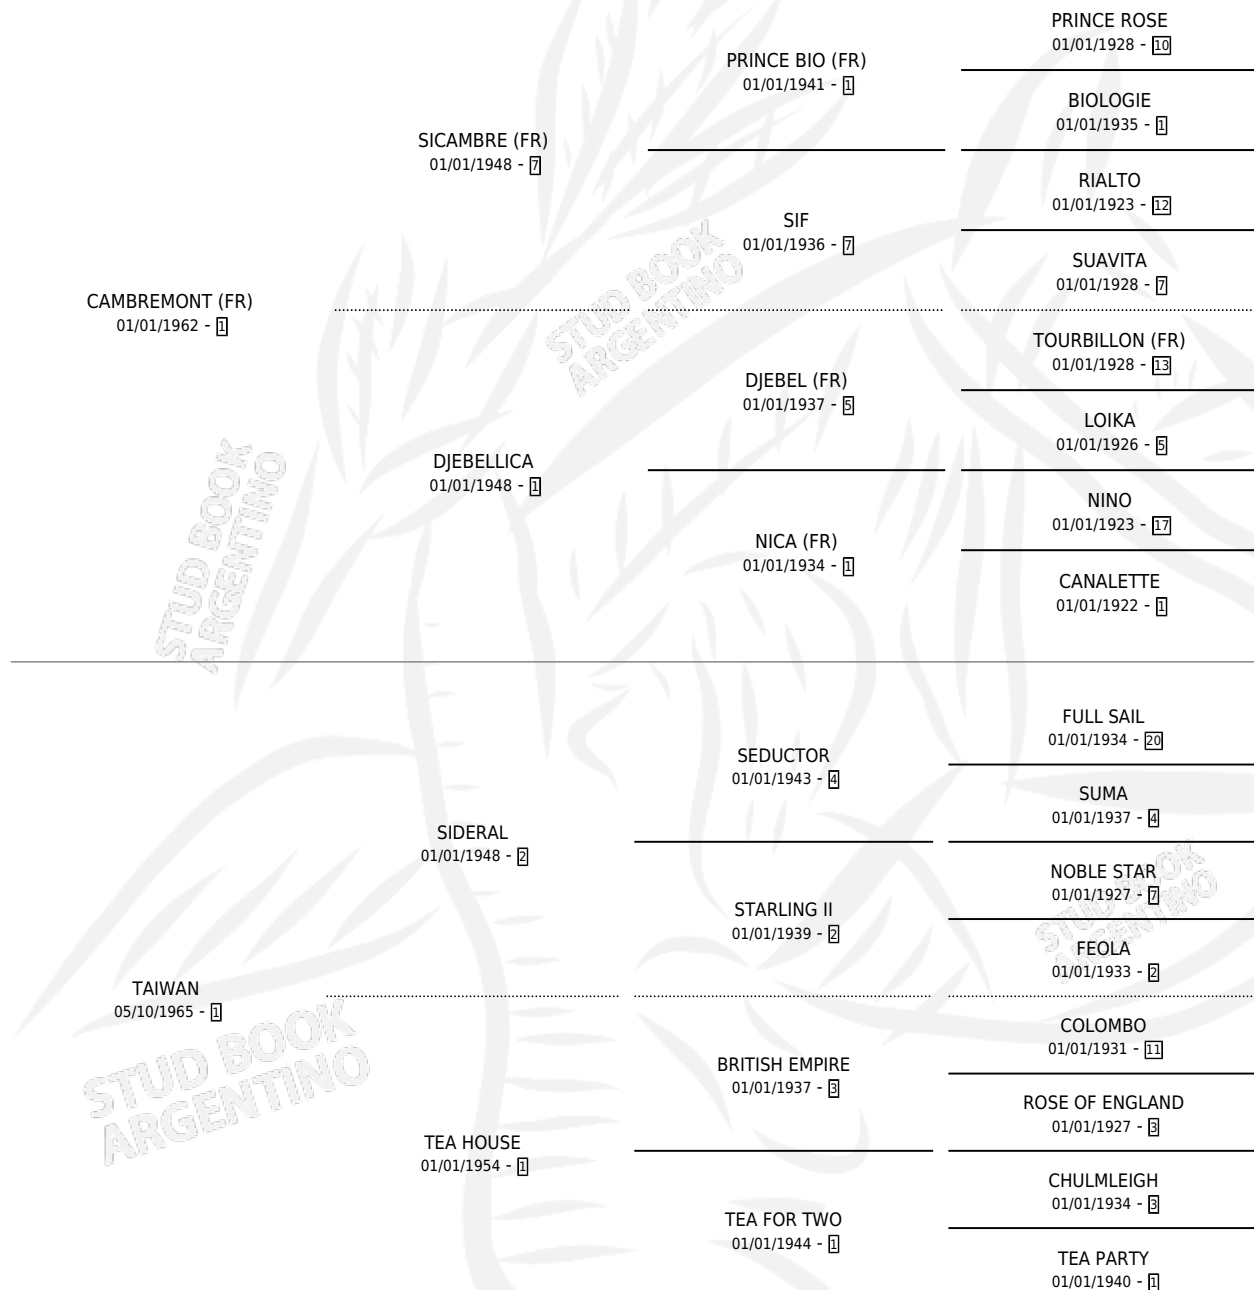 PRINCE ROSE
01/01/1928 - 10
PRINCE BIO (FR)
01/01/1941 - 1
BIOLOGIE
01/01/1935 - 1
SICAMBRE (FR)
01/01/1948 - 7
RIALTO
01/01/1923 - 12
SIF
01/01/1936 - 7
SUAVITA
01/01/1928 - 7
CAMBREMONT (FR)
01/01/1962 - 1
TOURBILLON (FR)
01/01/1928 - 13
DJEBEL (FR)
01/01/1937 - 5
LOIKA
01/01/1926 - 5
DJEBELLICA
01/01/1948 - 1
NINO
01/01/1923 - 17
NICA (FR)
01/01/1934 - 1
CANALETTE
01/01/1922 - 1
STUD BOOK
ARGENTINO
STUD BOOK
ARGENTINO
FULL SAIL
01/01/1934 - 20
SEDUCTOR
01/01/1943 - 4
SUMA
01/01/1937 - 4
SIDERAL
01/01/1948 - 2
NOBLE STAR
01/01/1927 - 7
STARLING II
01/01/1939 - 2
FEOLA
01/01/1933 - 2
STUD BOOK
ARGENTINO
TAIWAN
05/10/1965 - 1
COLOMBO
01/01/1931 - 11
BRITISH EMPIRE
01/01/1937 - 3
ROSE OF ENGLAND
01/01/1927 - 3
STUD BOOK
ARGENTINO
TEA HOUSE
01/01/1954 - 1
CHULMLEIGH
01/01/1934 - 3
TEA FOR TWO
01/01/1944 - 1
TEA PARTY
01/01/1940 - 1